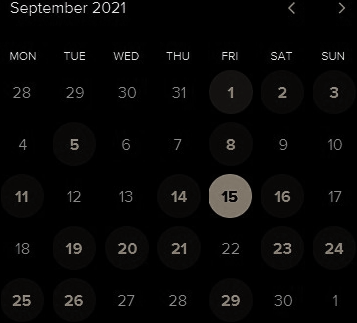 September 2021
MON TUE WED THU FRI SAT SUN
28 29 30 31 1 2 3
4 5 6 7 8 9 10
11 12 13 14 15 16 17
18 19 20 21 22 23 24
25 26 27 28 29 30 1